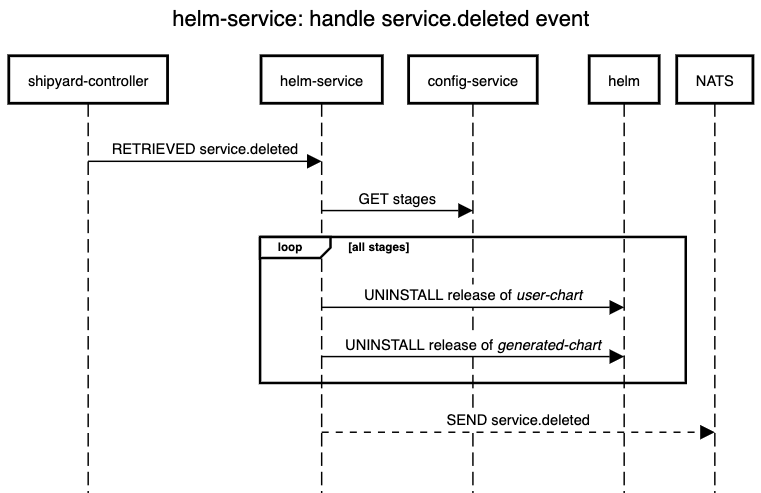 helm-service: handle service.deleted event
shipyard-controller
helm-service
config-service
helm
NATS
RETRIEVED service.deleted
GET stages
loop
[all stages]
UNINSTALL release of user-chart
UNINSTALL release of generated-chart
SEND service.deleted